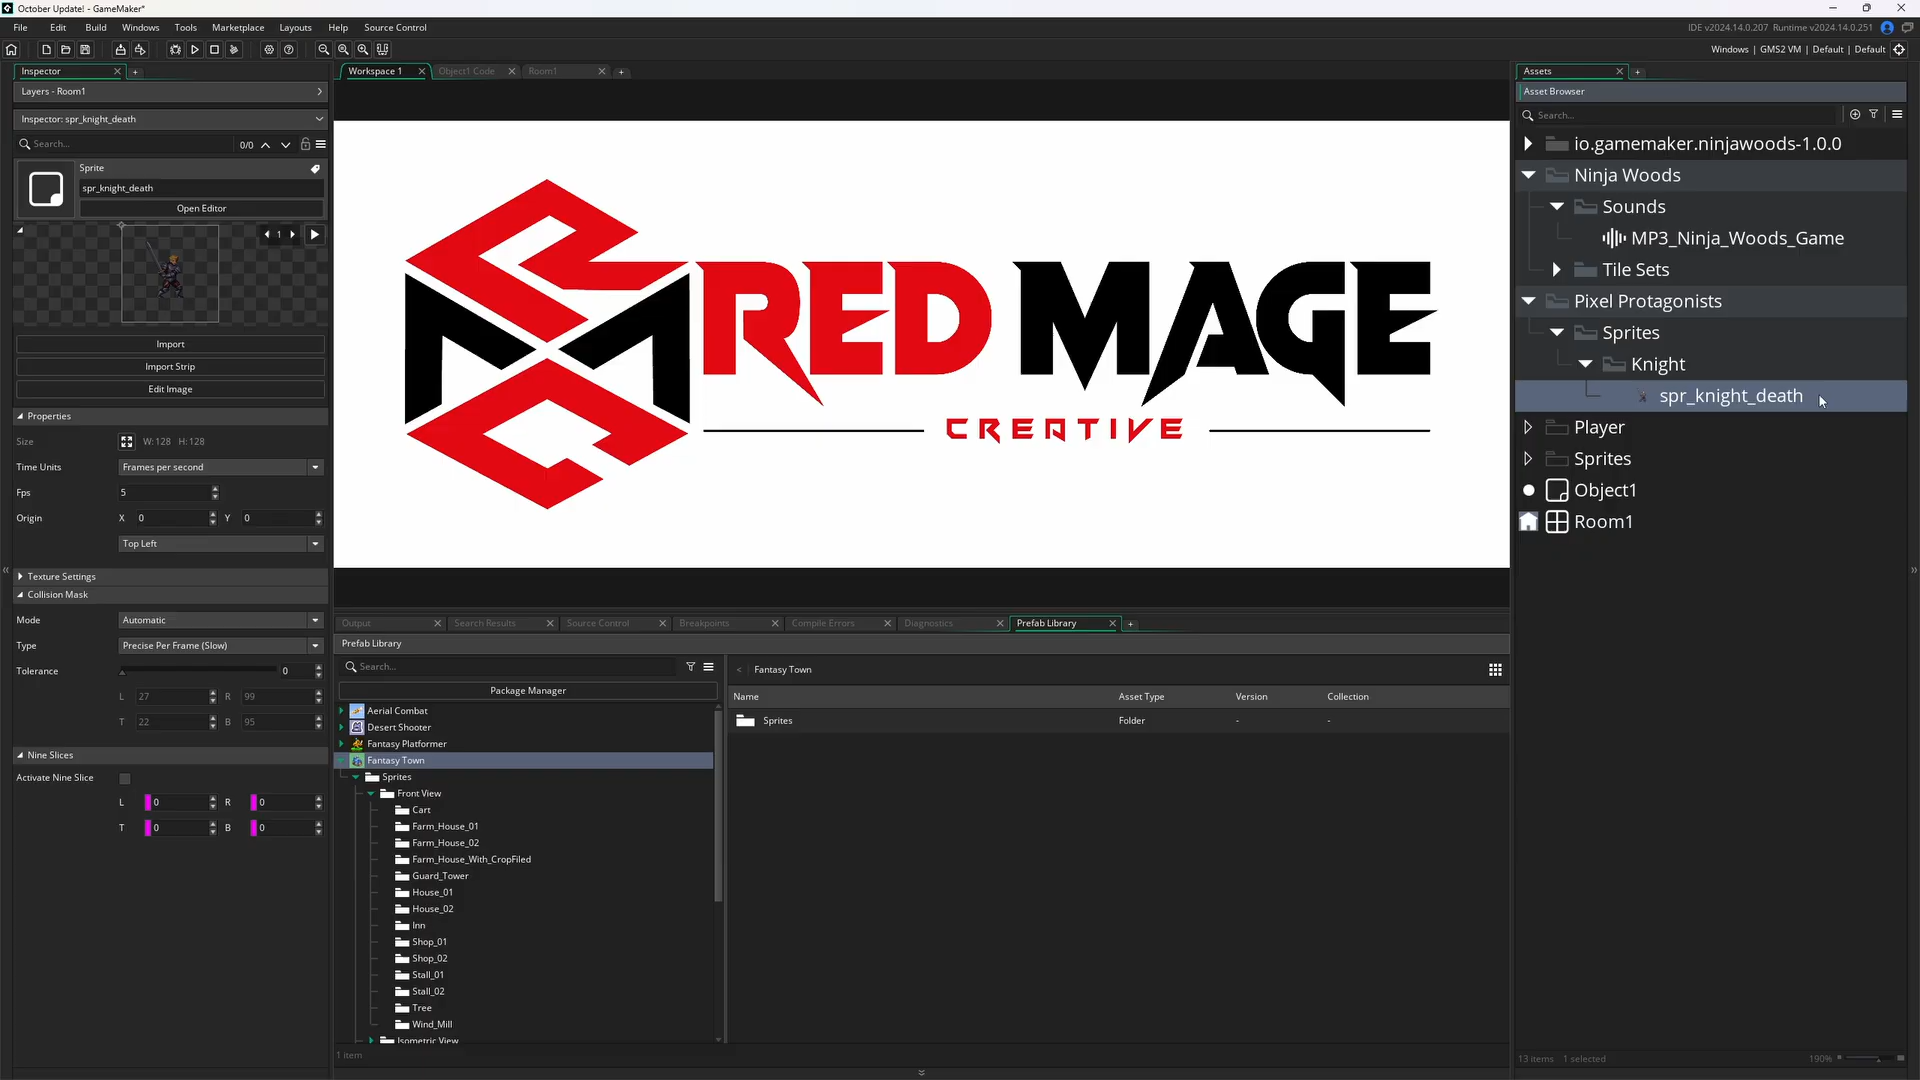 October Update! - GameMaker*
File Edit Build Windows Tools Marketplace Layouts Help Source Control
IDE v2024.14.0.207 Runtime v2024.14.0.251
Windows | GMS2 VM | Default | Default
Inspector
Layers - Room1
Inspector: spr_knight_death
Search... 0/0
Sprite
spr_knight_death
Open Editor
1
Import
Import Strip
Edit Image
Properties
Size W:128 H:128
Time Units Frames per second
Fps 5
Origin X 0 Y 0
Top Left
Texture Settings
Collision Mask
Mode Automatic
Type Precise Per Frame (Slow)
Tolerance 0
L 27 R 99
T 22 B 95
Nine Slices
Activate Nine Slice
L 0 R 0
T 0 B 0
Workspace 1 Object1 Code Room1
RED MAGE
CREATIVE
Output Search Results Source Control Breakpoints Compile Errors Diagnostics Prefab Library
Prefab Library
Search...
Package Manager
Aerial Combat
Desert Shooter
Fantasy Platformer
Fantasy Town
Sprites
Front View
Cart
Farm_House_01
Farm_House_02
Farm_House_With_CropFiled
Guard_Tower
House_01
House_02
Inn
Shop_01
Shop_02
Stall_01
Stall_02
Tree
Wind_Mill
Isometric View
1 item
< Fantasy Town
Name Asset Type Version Collection
Sprites Folder - -
Assets
Asset Browser
Search...
io.gamemaker.ninjawoods-1.0.0
Ninja Woods
Sounds
MP3_Ninja_Woods_Game
Tile Sets
Pixel Protagonists
Sprites
Knight
spr_knight_death
Player
Sprites
Object1
Room1
13 items 1 selected 190%